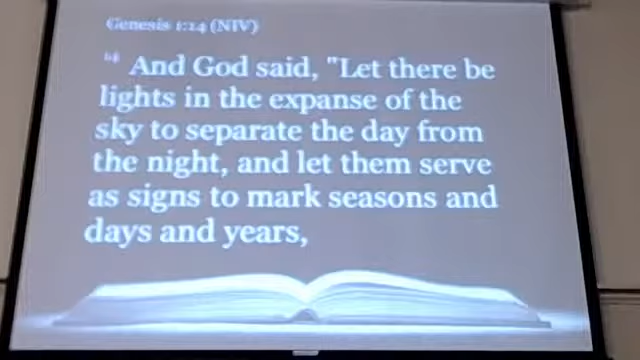 Genesis 1:14 (NIV)
14 And God said, "Let there be
lights in the expanse of the
sky to separate the day from
the night, and let them serve
as signs to mark seasons and
days and years,